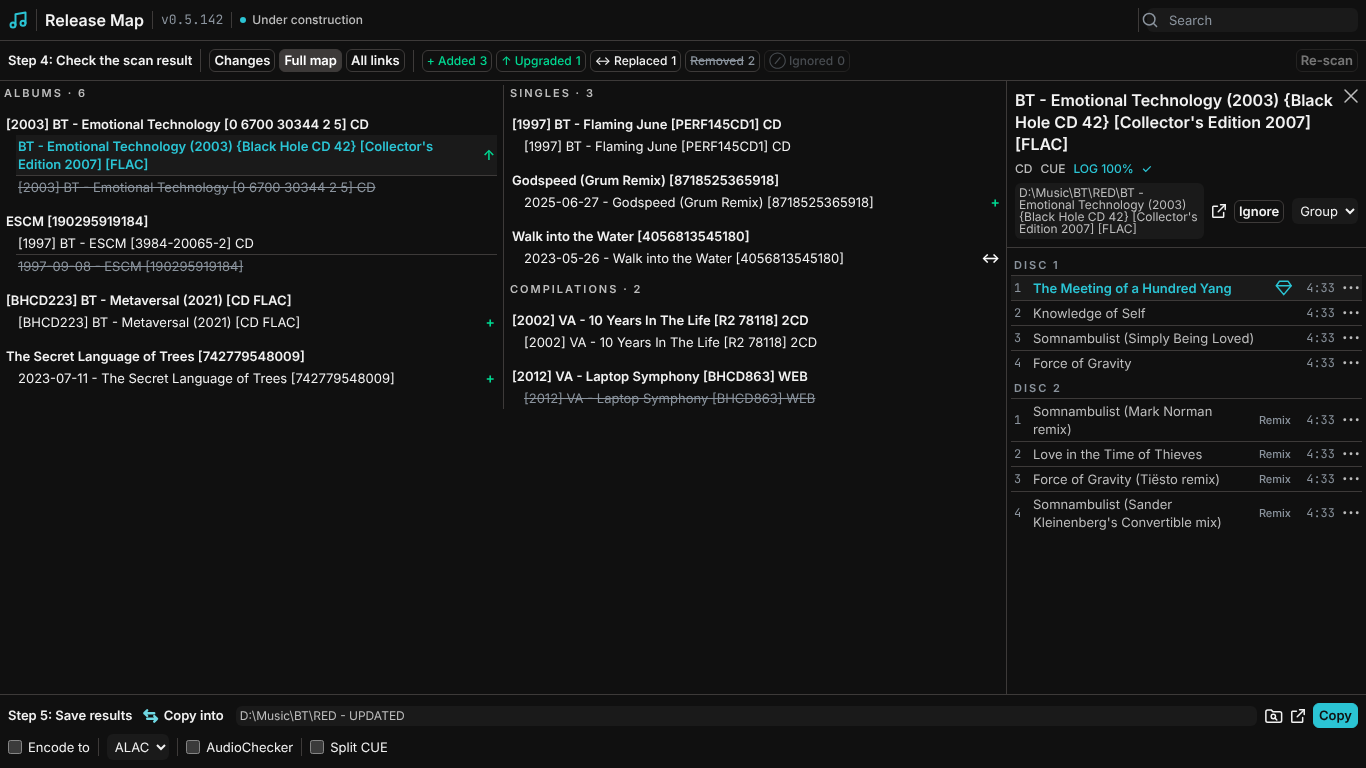 Release Map v0.5.142 Under construction Search
Step 4: Check the scan result Changes Full map All links + Added 3 Upgraded 1 Replaced 1 Removed 2 Ignored 0 Re-scan
ALBUMS · 6
[2003] BT - Emotional Technology [0 6700 30344 2 5] CD
BT - Emotional Technology (2003) {Black Hole CD 42} [Collector's
Edition 2007] [FLAC]
[2003] BT - Emotional Technology [0 6700 30344 2 5] CD
ESCM [190295919184]
[1997] BT - ESCM [3984-20065-2] CD
1997-09-08 - ESCM [190295919184]
[BHCD223] BT - Metaversal (2021) [CD FLAC]
[BHCD223] BT - Metaversal (2021) [CD FLAC] +
The Secret Language of Trees [742779548009]
2023-07-11 - The Secret Language of Trees [742779548009] +
SINGLES · 3
[1997] BT - Flaming June [PERF145CD1] CD
[1997] BT - Flaming June [PERF145CD1] CD
Godspeed (Grum Remix) [8718525365918]
2025-06-27 - Godspeed (Grum Remix) [8718525365918] +
Walk into the Water [4056813545180]
2023-05-26 - Walk into the Water [4056813545180]
COMPILATIONS · 2
[2002] VA - 10 Years In The Life [R2 78118] 2CD
[2002] VA - 10 Years In The Life [R2 78118] 2CD
[2012] VA - Laptop Symphony [BHCD863] WEB
[2012] VA - Laptop Symphony [BHCD863] WEB
BT - Emotional Technology (2003) {Black
Hole CD 42} [Collector's Edition 2007]
[FLAC]
CD CUE LOG 100% ✓
D:\Music\BT\RED\BT -
Emotional Technology (2003)
{Black Hole CD 42} [Collector's
Edition 2007] [FLAC]
Ignore Group
DISC 1
1 The Meeting of a Hundred Yang 4:33
2 Knowledge of Self 4:33
3 Somnambulist (Simply Being Loved) 4:33
4 Force of Gravity 4:33
DISC 2
1 Somnambulist (Mark Norman
remix) Remix 4:33
2 Love in the Time of Thieves Remix 4:33
3 Force of Gravity (Tiësto remix) Remix 4:33
4 Somnambulist (Sander
Kleinenberg's Convertible mix) Remix 4:33
Step 5: Save results Copy into D:\Music\BT\RED - UPDATED Copy
Encode to ALAC AudioChecker Split CUE